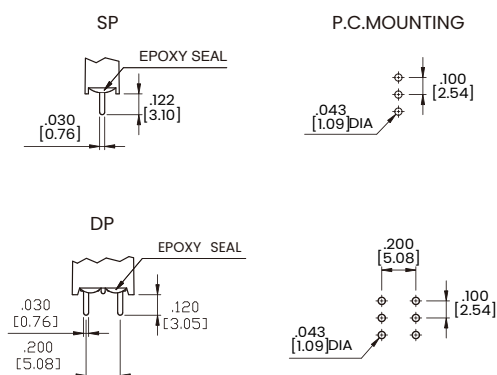 SP
P.C.MOUNTING
EPOXY SEAL
.122
[3.10]
.030
[0.76]
.100
[2.54]
.043
[1.09]DIA
DP
EPOXY SEAL
.030
[0.76]
.120
[3.05]
.200
[5.08]
.200
[5.08]
.100
[2.54]
.043
[1.09]DIA